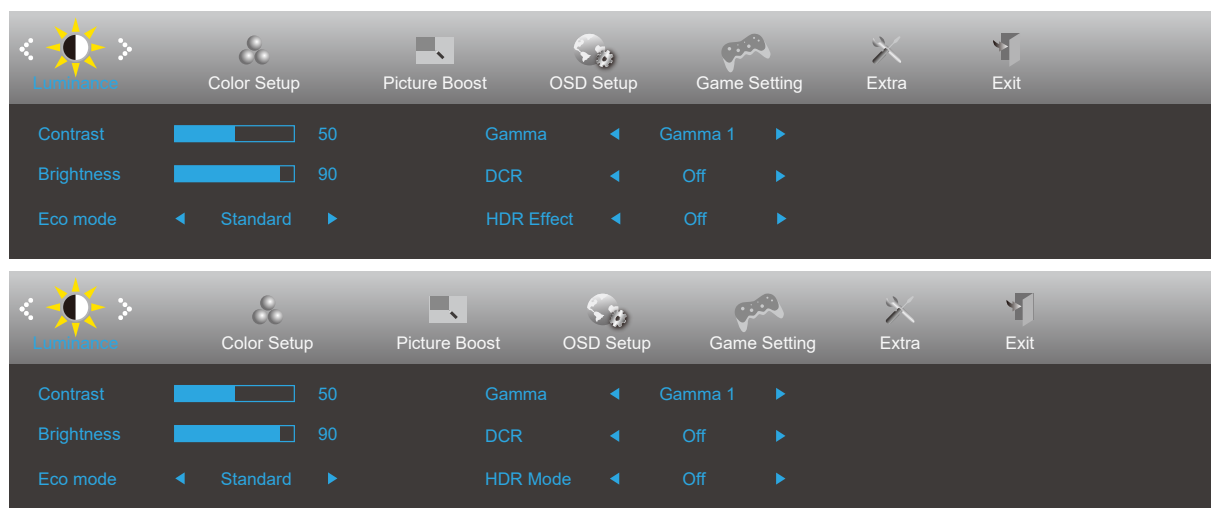 Luminance Color Setup Picture Boost OSD Setup Game Setting Extra Exit
Contrast 50 Gamma Gamma 1
Brightness 90 DCR Off
Eco mode Standard HDR Effect Off
Luminance Color Setup Picture Boost OSD Setup Game Setting Extra Exit
Contrast 50 Gamma Gamma 1
Brightness 90 DCR Off
Eco mode Standard HDR Mode Off